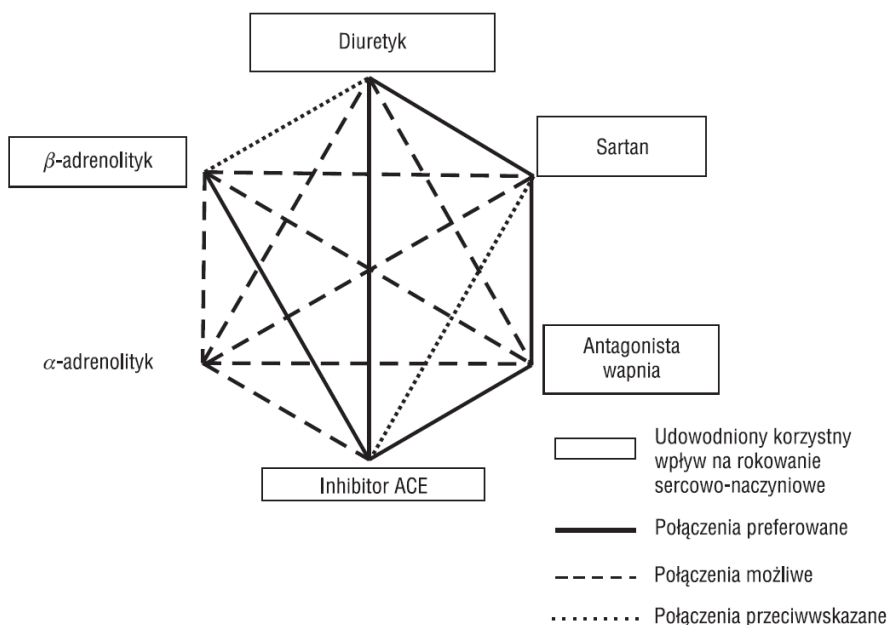 Diuretyk
β-adrenolityk
Sartan
α-adrenolityk
Antagonista
wapnia
Inhibitor ACE
Udowodniony korzystny
wpływ na rokowanie
sercowo-naczyniowe
Połączenia preferowane
Połączenia możliwe
Połączenia przeciwwskazane